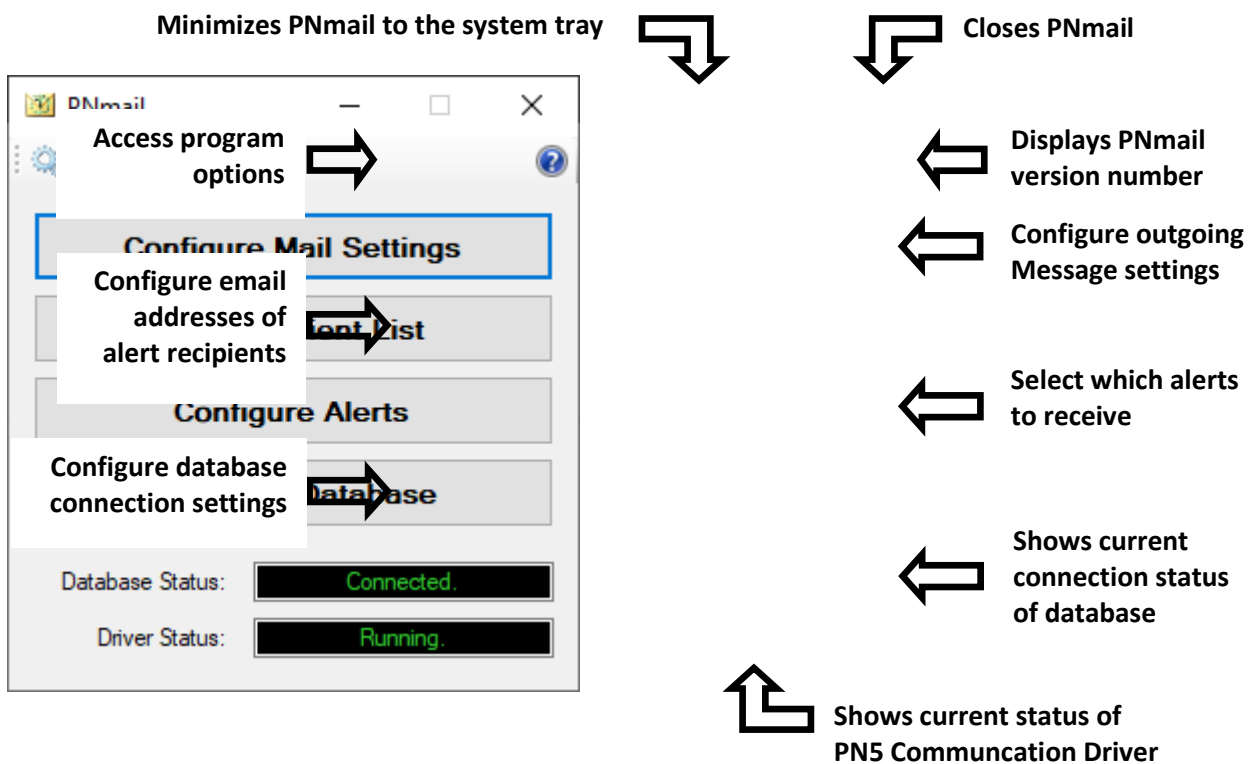 Minimizes PNmail to the system tray
Closes PNmail
PNmail
Access program
options
Displays PNmail
version number
Configure Mail Settings
Configure outgoing
Message settings
Configure email
addresses of
alert recipients
List
Select which alerts
to receive
Configure Alerts
Configure database
connection settings
Database
Shows current
connection status
of database
Database Status: Connected.
Driver Status: Running.
Shows current status of
PN5 Communcation Driver